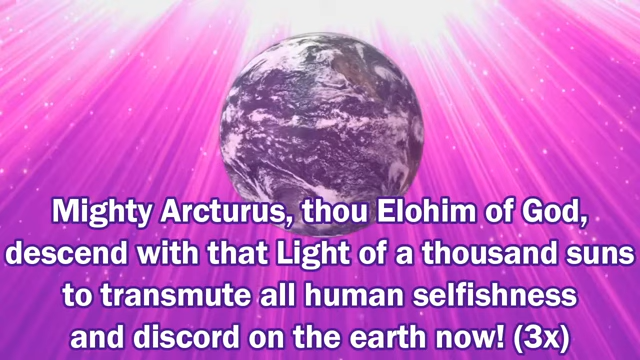 Mighty Arcturus, thou Elohim of God,
descend with that Light of a thousand suns
to transmute all human selfishness
and discord on the earth now! (3x)